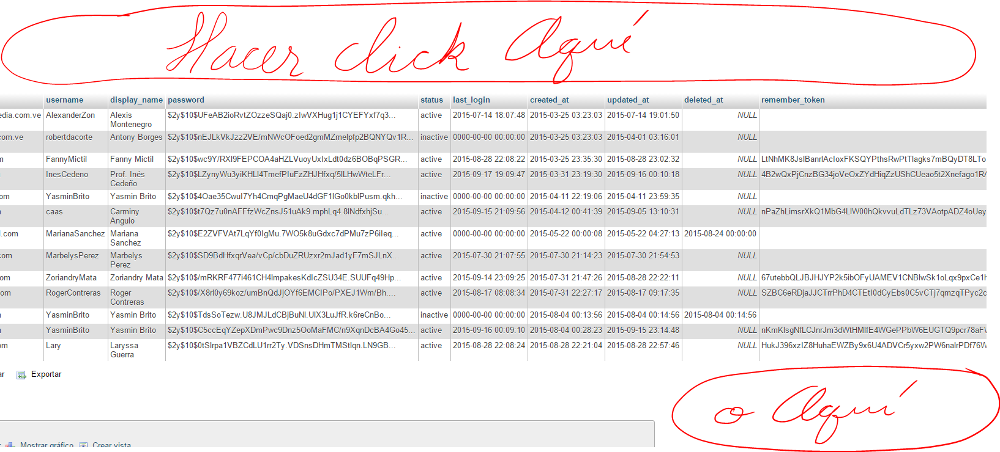 Hacer click Aquí
username display_name password status last_login created_at updated_at deleted_at remember_token
edia.com.ve AlexanderZon Alexis Montenegro $2y$10$UFeAB2ioRvtZOzzeSQaj0.zIwVXHug1j1CYEFYxf7q3... active 2015-07-14 18:07:48 2015-03-25 03:23:03 2015-07-14 19:01:50 NULL
com.ve robertdacorte Antony Borges $2y$10$nEJLkVkJzz2VE/mNWcOFoed2gmMZmelpfp2BQNYQv1R... inactive 0000-00-00 00:00:00 2015-03-25 03:23:03 2015-04-01 03:16:01 NULL
m FannyMictil Fanny Mictil $2y$10$wc9Y/RXI9FEPCOA4aHZLVuoyUxIxLdt0dz6BOBqPSGR... active 2015-08-28 22:08:22 2015-03-25 23:35:30 2015-08-28 23:02:32 NULL LtNhMK8JsIBanrlAcIoxFKSQYPthsRwPtTlagks7mBQyDT8LTo
InesCedeno Prof. Inés Cedeño $2y$10$LZynyWu3yiKHLl4TmefPIuFzZHJHfxq/5lLHwWteLFr... active 2015-09-17 19:09:47 2015-03-31 23:19:30 2015-09-16 00:10:18 NULL 4B2wQxPjCnzBG34joVeOxZYdHiqZzUShCUeao5t2Xnefago1RA
om YasminBrito Yasmin Brito $2y$10$4Oae35CwuI7Yh4CmqPgMaeU4dGF1lGo0kblPusm.qkh... inactive 0000-00-00 00:00:00 2015-04-11 22:19:06 2015-04-11 23:59:35 NULL
caas Carminy Angulo $2y$10$t7Qz7u0nAFFfzWcZnsJ51uAk9.mphLq4.8lNdfxhjSu... active 2015-09-15 21:09:56 2015-04-12 00:41:39 2015-09-05 13:10:31 NULL nPaZhLimsrXkQ1MbG4LlW00hQkvvuLdTLz73VAotpADZ4oUey
l.com MarianaSanchez Mariana Sanchez $2y$10$E2ZVFVAt7LqYf0lgMu.7WO5k8uGdxc7dPMu7zP6iIeq... active 0000-00-00 00:00:00 2015-05-22 00:00:08 2015-05-22 04:27:13 2015-08-24 00:00:00
com MarbelysPerez Marbelys Perez $2y$10$SD9BdHfxqrVea/vCp/cbDuZRUzxr2mJad1yF7mSJLnX... active 2015-07-30 21:07:55 2015-07-30 21:14:23 2015-07-30 21:54:53 NULL
om ZoriandryMata Zoriandry Mata $2y$10$/mRKRF477i461CH4lmpakesKdIcZSU34E.SUUFq49Hp... active 2015-09-14 23:09:25 2015-07-31 21:47:26 2015-08-28 22:22:11 NULL 67utebbQLJBJHJYP2k5ibOFyUAMEV1CNBlwSk1oLqx9pxCe1h
om RogerContreras Roger Contreras $2y$10$/X8rl0y69koz/umBnQdJjOYf6EMClPo/PXEJ1Wm/Bh.... active 2015-08-17 08:08:34 2015-07-31 22:27:17 2015-08-17 09:17:35 NULL SZBC6eRDjaJJCTrrPhD4CTEtI0dCyEbs0C5vCTj7qmzqTPyc2c
YasminBrito Yasmin Brito $2y$10$TdsSoTezw.U8JMJLdCBjBuNl.UlX3LuJfR.k6reCnBo... inactive 0000-00-00 00:00:00 2015-08-04 00:13:56 2015-08-04 00:14:56 2015-08-04 00:14:56
YasminBrito Yasmin Brito $2y$10$C5ccEqYZepXDmPwc9Dnz5OoMaFMC/n9XqnDcBA4Go45... active 2015-09-16 00:09:10 2015-08-04 00:28:23 2015-09-15 23:14:48 NULL nKmKlsgNfLCJnrJm3dWtHMlfE4WGePPbW6EUGTQ9pcr78aF
om Lary Laryssa Guerra $2y$10$0tSlrpa1VBZCdLU1rr2Ty.VDSnsDHmTMStlqn.LN9GB... active 2015-08-28 22:08:24 2015-08-28 22:21:04 2015-08-28 22:57:46 NULL HukJ396xzIZ8HuhaEWZBy9x6U4ADVCr5yxw2PW6nalrPDf76W
ar Exportar
o Aquí
Mostrar gráfico Crear vista